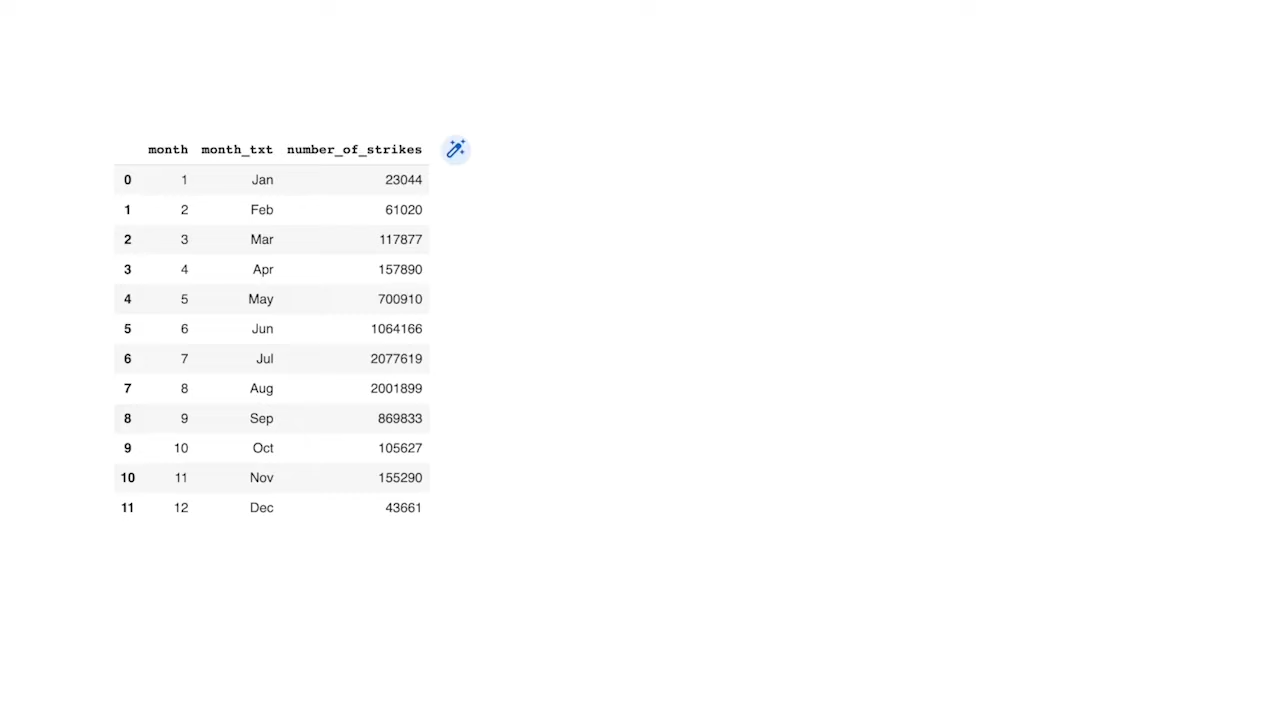 month month_txt number_of_strikes
0 1 Jan 23044
1 2 Feb 61020
2 3 Mar 117877
3 4 Apr 157890
4 5 May 700910
5 6 Jun 1064166
6 7 Jul 2077619
7 8 Aug 2001899
8 9 Sep 869833
9 10 Oct 105627
10 11 Nov 155290
11 12 Dec 43661